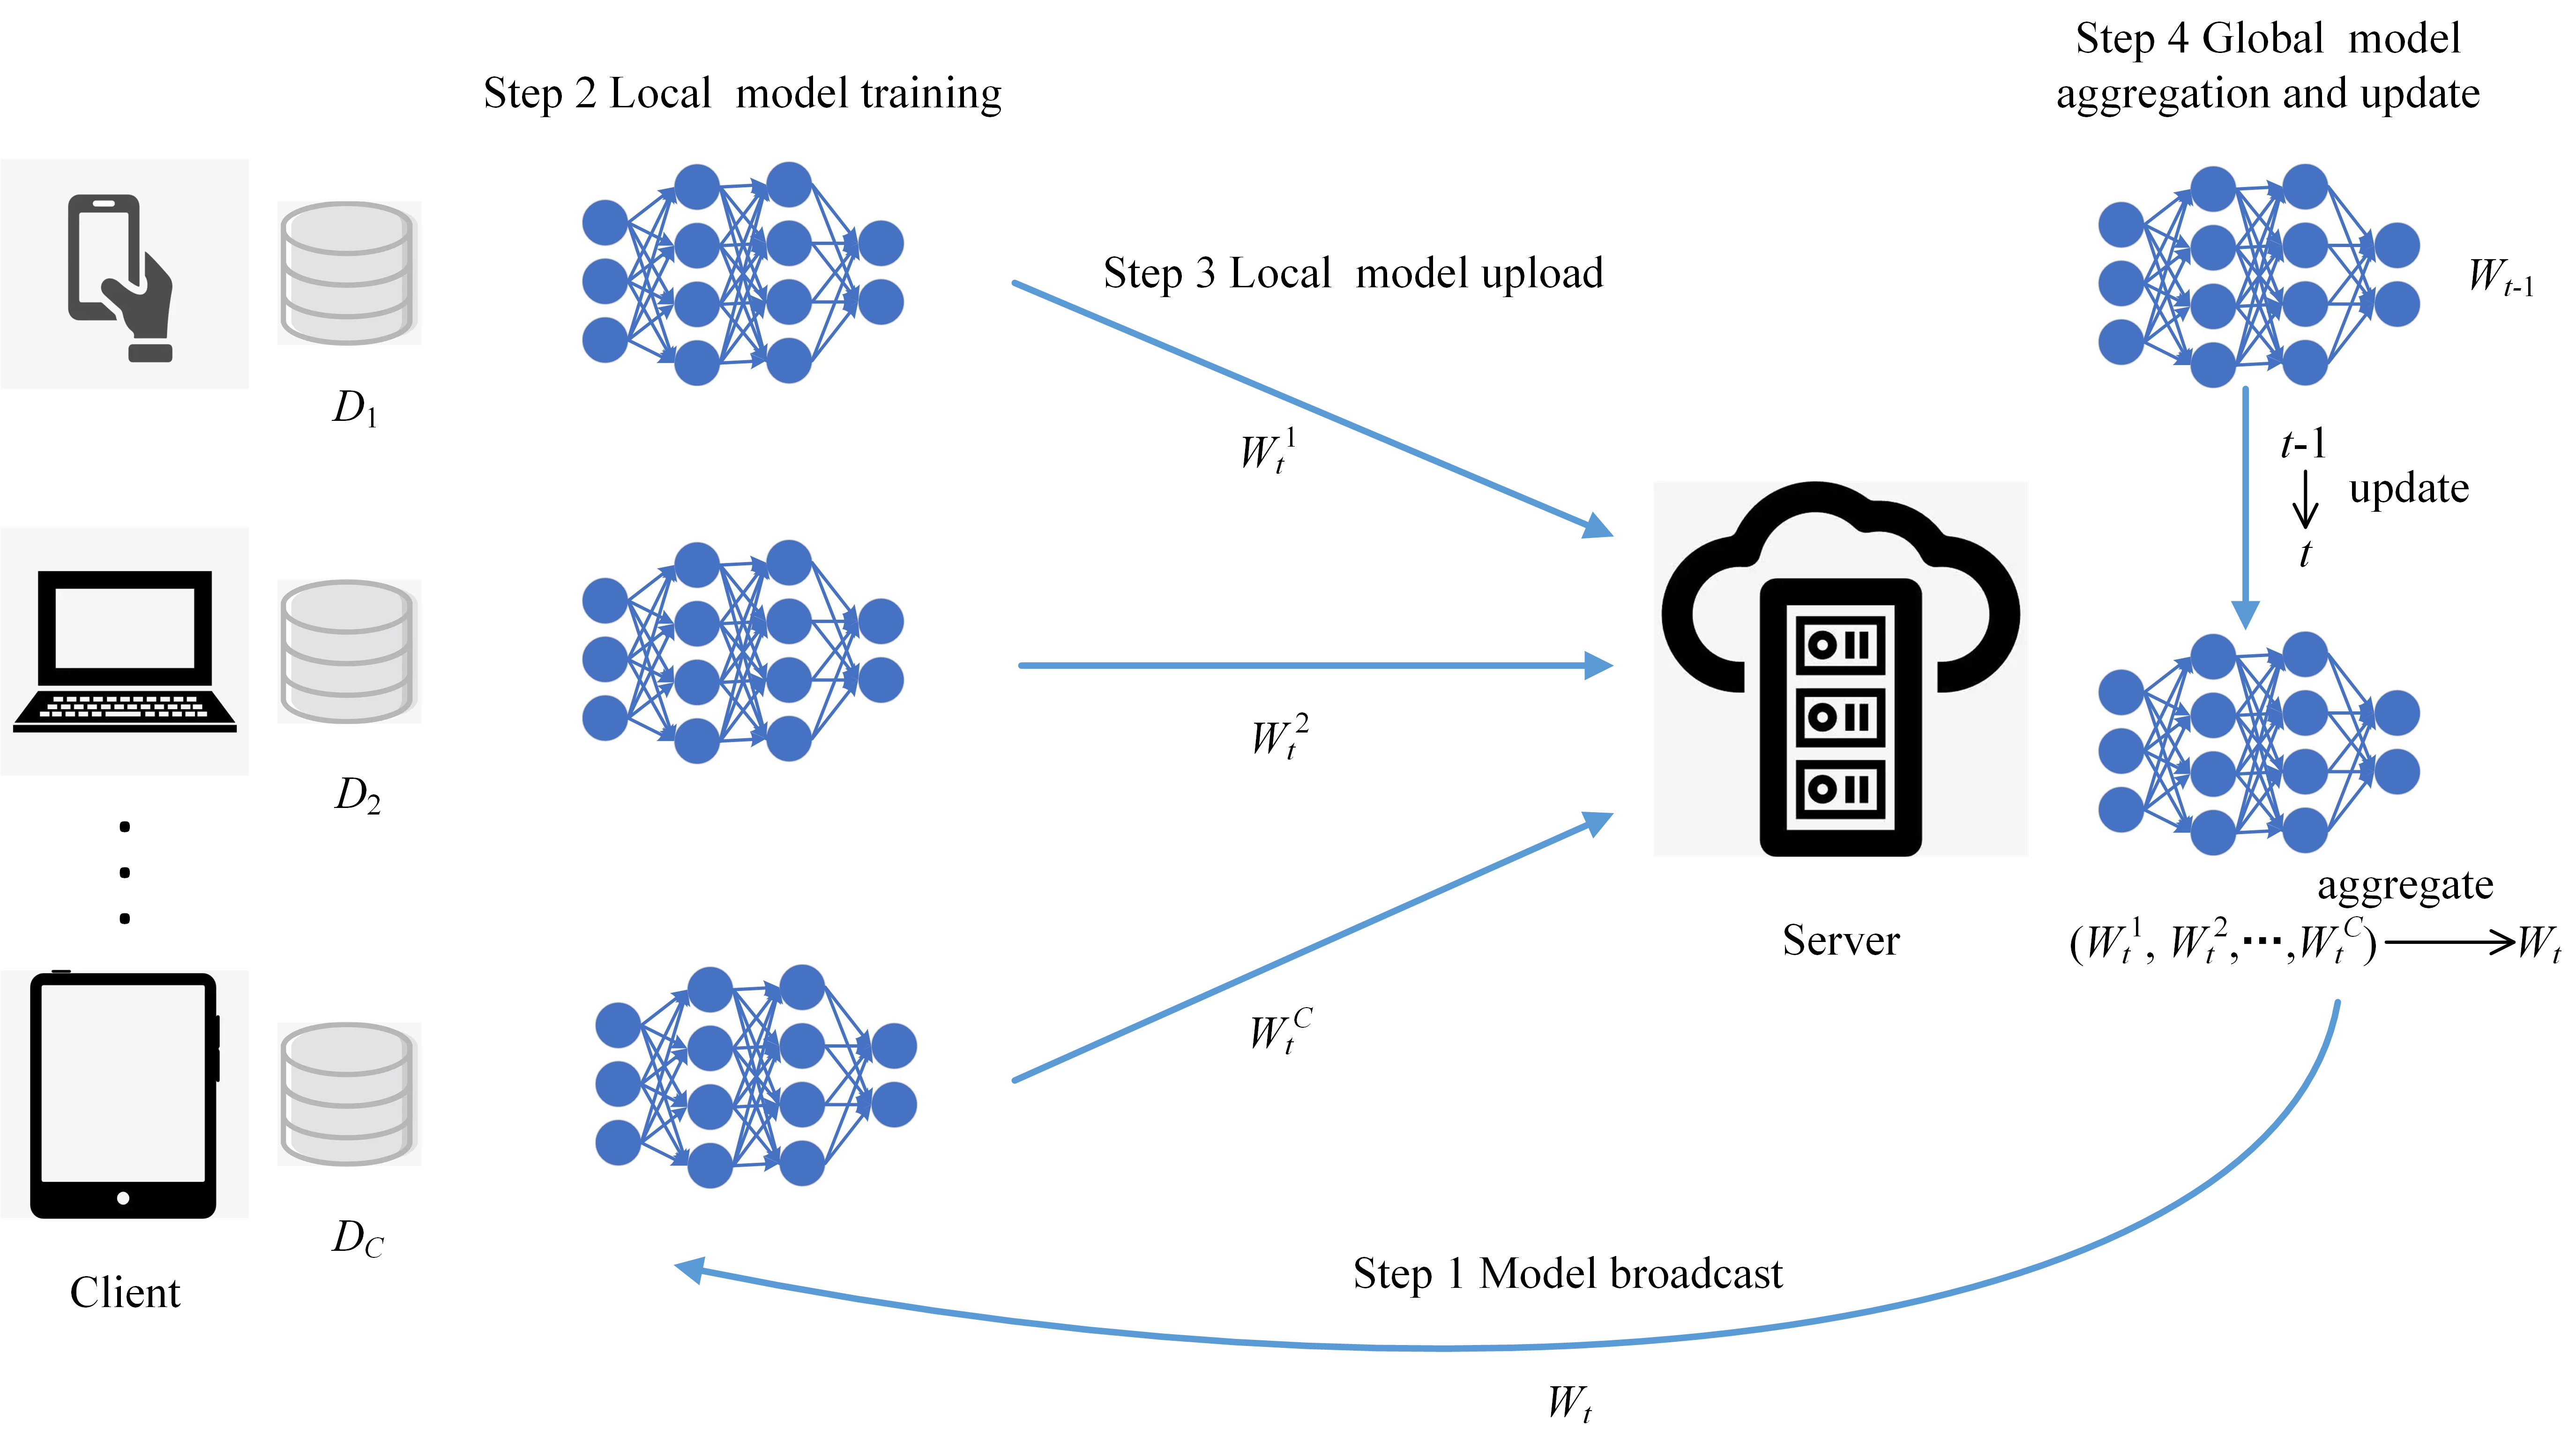 Step 4 Global model
aggregation and update
Step 2 Local model training
Step 3 Local model upload
W_{t-1}
D_1
t-1
update
t
W_t^1
W_t^2
D_2
aggregate
Server
(W_t^1, W_t^2,⋯,W_t^C) ⟶ W_t
W_t^C
D_C
Client
Step 1 Model broadcast
W_t